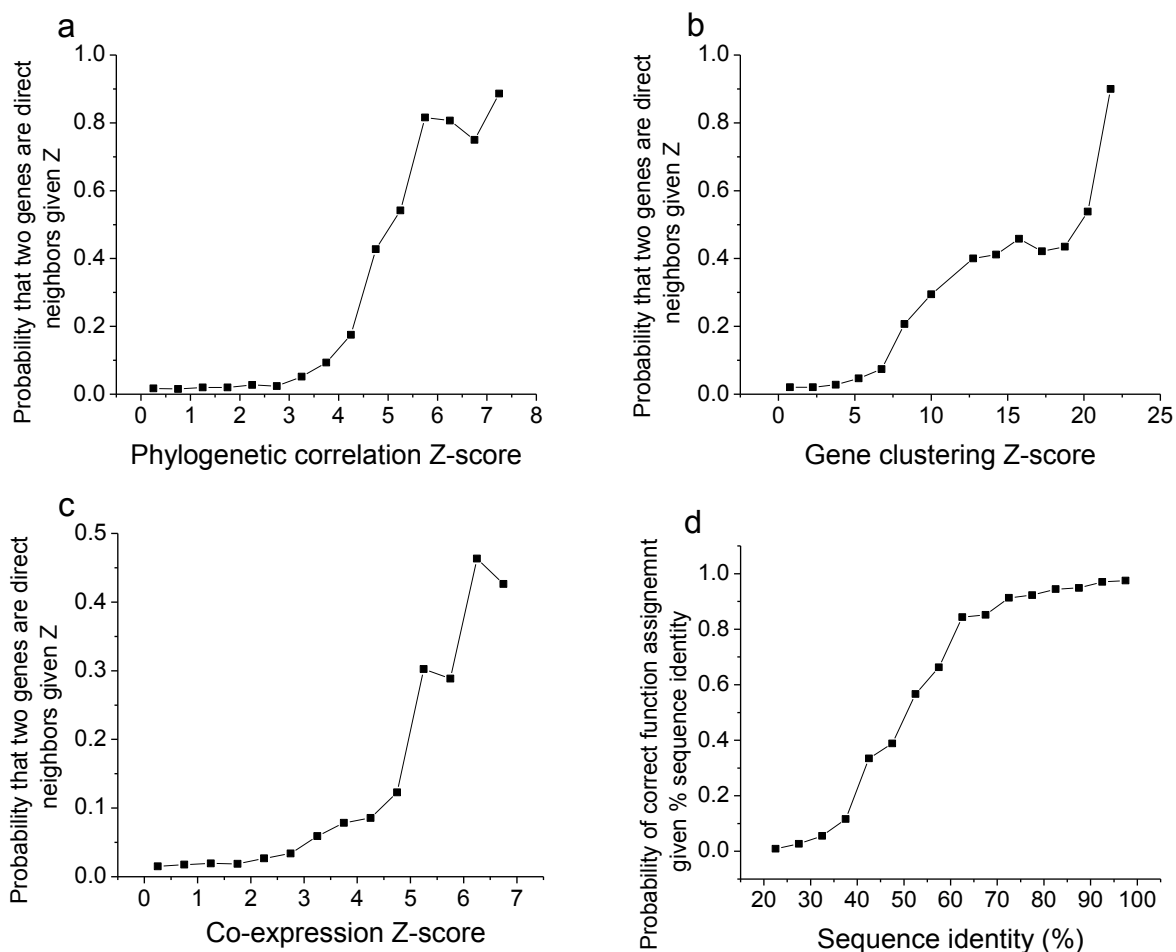 a
Probability that two genes are direct
neighbors given Z
1.0
0.8
0.6
0.4
0.2
0.0
0 1 2 3 4 5 6 7 8
Phylogenetic correlation Z-score
b
Probability that two genes are direct
neighbors given Z
1.0
0.8
0.6
0.4
0.2
0.0
0 5 10 15 20 25
Gene clustering Z-score
c
Probability that two genes are direct
neighbors given Z
0.5
0.4
0.3
0.2
0.1
0.0
0 1 2 3 4 5 6 7
Co-expression Z-score
d
Probability of correct function assignemnt
given % sequence identity
1.0
0.8
0.6
0.4
0.2
0.0
20 30 40 50 60 70 80 90 100
Sequence identity (%)